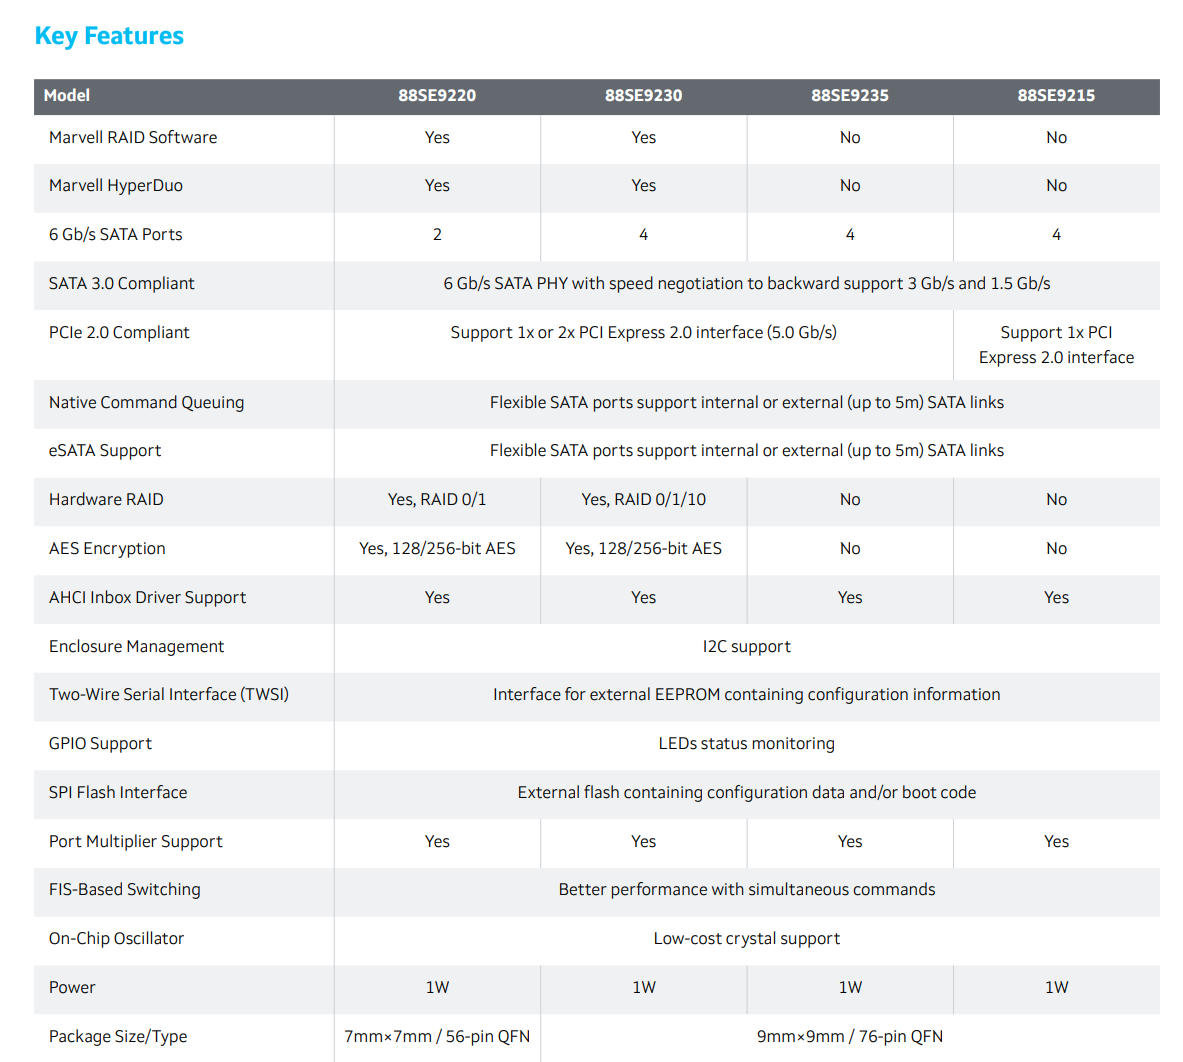 Key Features
Model 88SE9220 88SE9230 88SE9235 88SE9215
Marvell RAID Software Yes Yes No No
Marvell HyperDuo Yes Yes No No
6 Gb/s SATA Ports 2 4 4 4
SATA 3.0 Compliant 6 Gb/s SATA PHY with speed negotiation to backward support 3 Gb/s and 1.5 Gb/s
PCIe 2.0 Compliant Support 1x or 2x PCI Express 2.0 interface (5.0 Gb/s) Support 1x PCI
Express 2.0 interface
Native Command Queuing Flexible SATA ports support internal or external (up to 5m) SATA links
eSATA Support Flexible SATA ports support internal or external (up to 5m) SATA links
Hardware RAID Yes, RAID 0/1 Yes, RAID 0/1/10 No No
AES Encryption Yes, 128/256-bit AES Yes, 128/256-bit AES No No
AHCI Inbox Driver Support Yes Yes Yes Yes
Enclosure Management I2C support
Two-Wire Serial Interface (TWSI) Interface for external EEPROM containing configuration information
GPIO Support LEDs status monitoring
SPI Flash Interface External flash containing configuration data and/or boot code
Port Multiplier Support Yes Yes Yes Yes
FIS-Based Switching Better performance with simultaneous commands
On-Chip Oscillator Low-cost crystal support
Power 1W 1W 1W 1W
Package Size/Type 7mm×7mm / 56-pin QFN 9mm×9mm / 76-pin QFN